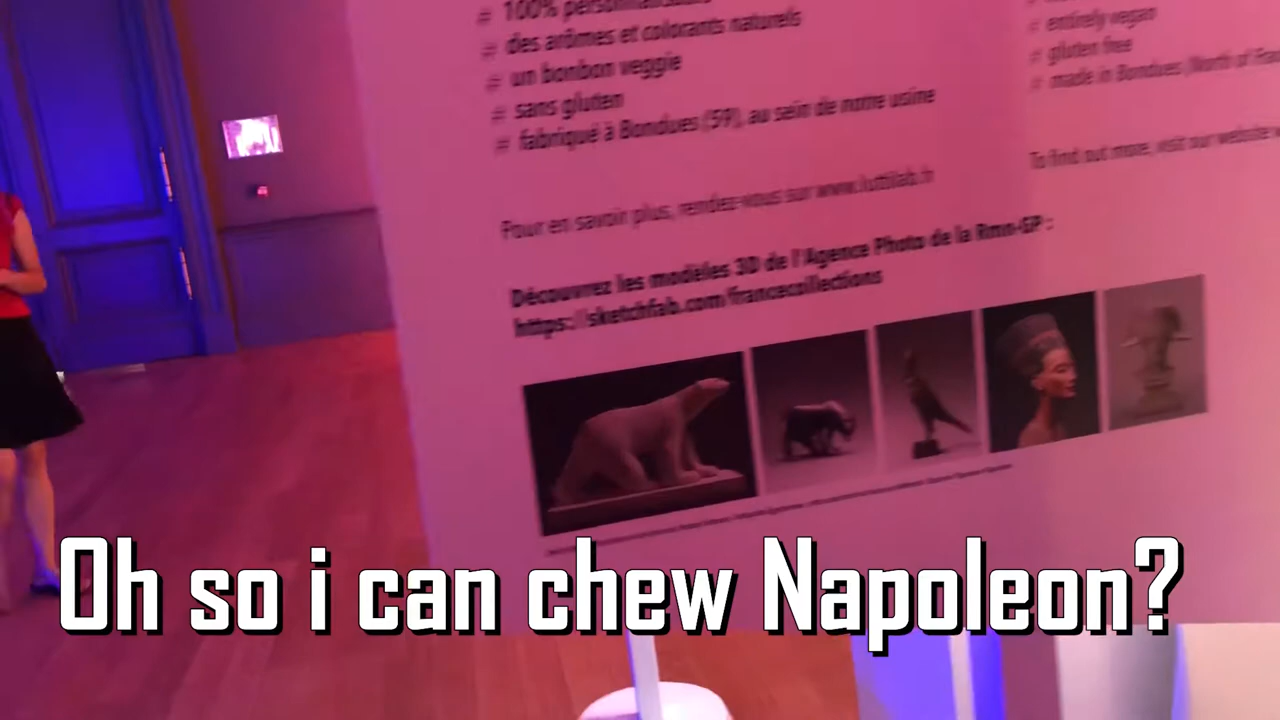 # 100%
# des arômes et colorants naturels
# un bonbon veggie
# sans gluten
# fabriqué à Bondues (59), au sein de notre usine
Pour en savoir plus, rendez-vous sur www.luttilab.fr
Découvrez les modèles 3D de l'Agence Photo de la Rmn-GP :
https://sketchfab.com/francecollections
# entirely vegan
# gluten free
# made in Bondues (North of
To find out more, visit our website
Oh so i can chew Napoleon?